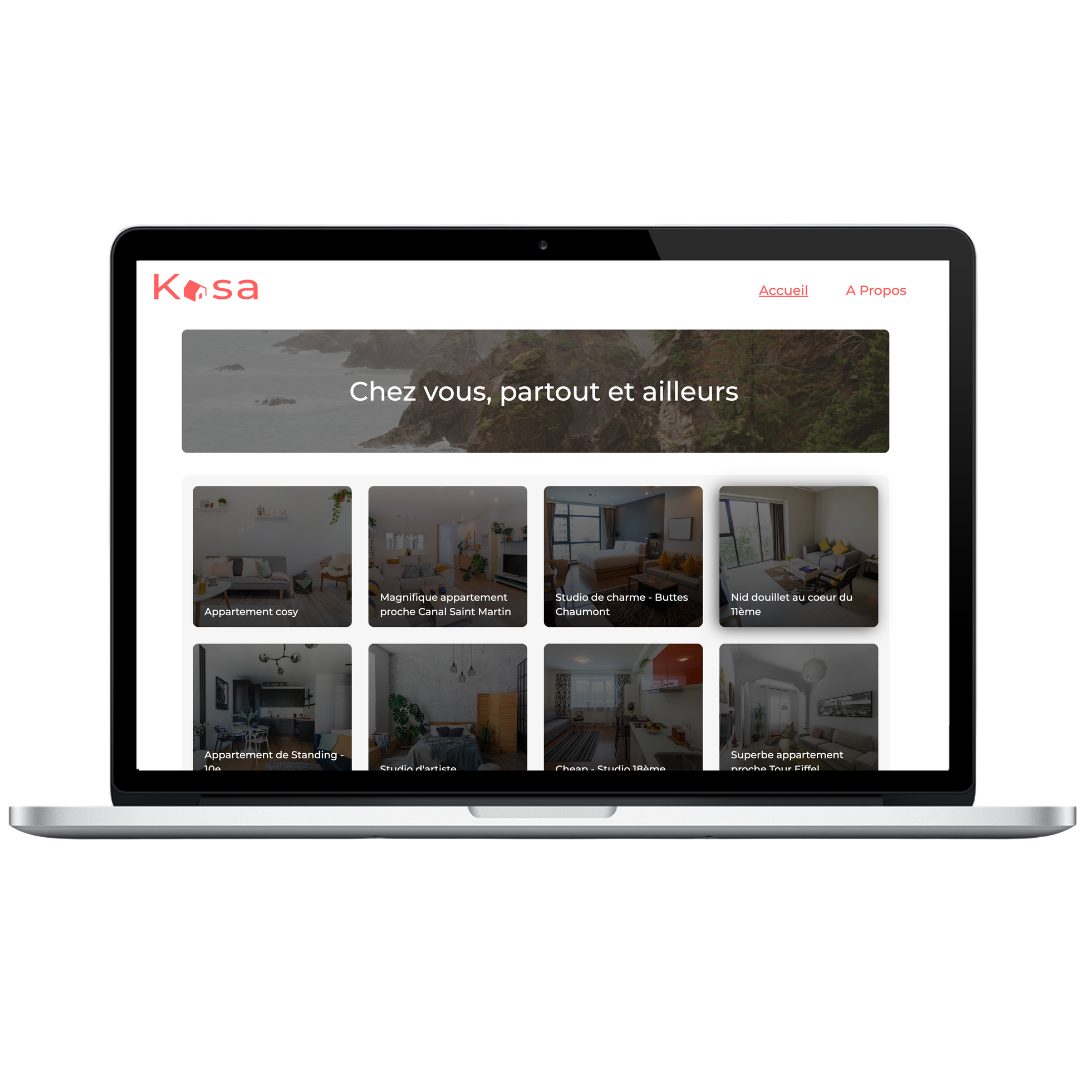 Kasa
Accueil
A Propos
Chez vous, partout et ailleurs
Appartement cosy
Magnifique appartement
proche Canal Saint Martin
Studio de charme - Buttes
Chaumont
Nid douillet au coeur du
11ème
Appartement de Standing -
10e
Studio d'artiste
Cheap - Studio 18ème
Superbe appartement
proche Tour Eiffel